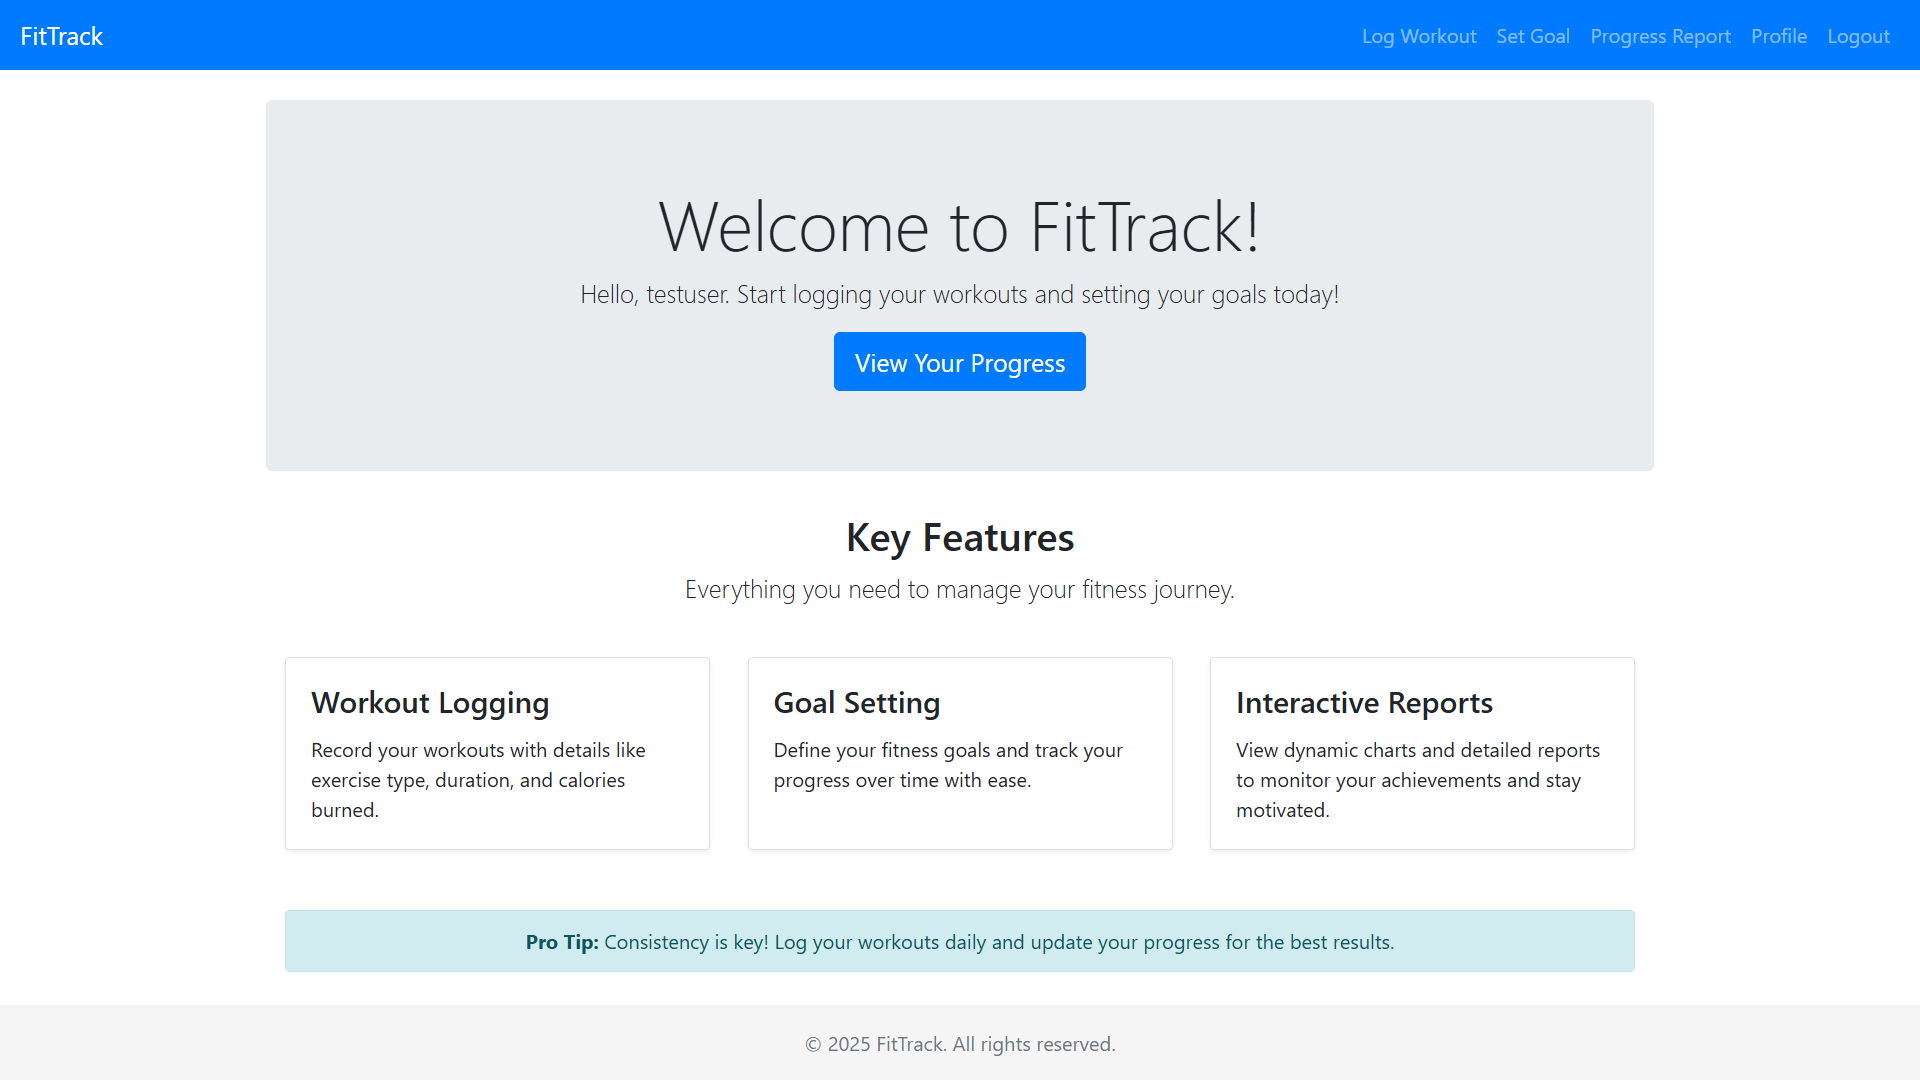 FitTrack
Log Workout
Set Goal
Progress Report
Profile
Logout
Welcome to FitTrack!
Hello, testuser. Start logging your workouts and setting your goals today!
View Your Progress
Key Features
Everything you need to manage your fitness journey.
Workout Logging
Record your workouts with details like
exercise type, duration, and calories
burned.
Goal Setting
Define your fitness goals and track your
progress over time with ease.
Interactive Reports
View dynamic charts and detailed reports
to monitor your achievements and stay
motivated.
Pro Tip: Consistency is key! Log your workouts daily and update your progress for the best results.
© 2025 FitTrack. All rights reserved.